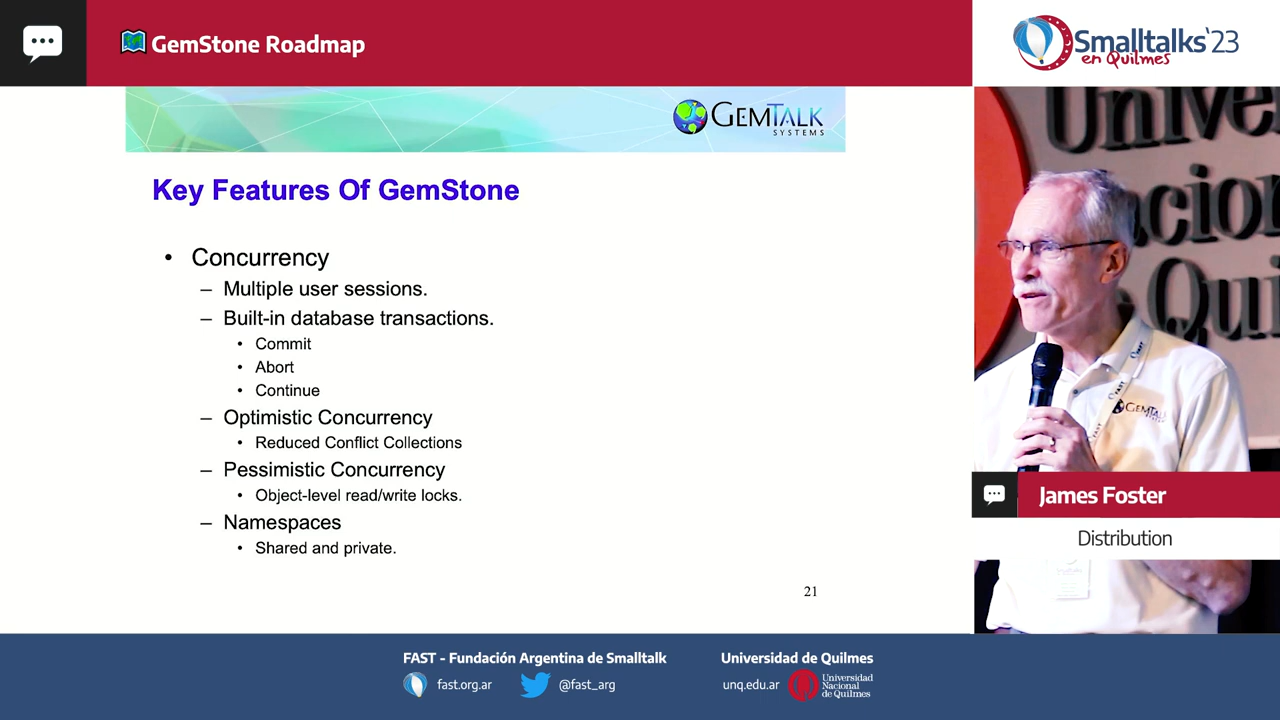 GemStone Roadmap
Smalltalks'23
en Quilmes
GEMTALK
SYSTEMS
Key Features Of GemStone
• Concurrency
– Multiple user sessions.
– Built-in database transactions.
• Commit
• Abort
• Continue
– Optimistic Concurrency
• Reduced Conflict Collections
– Pessimistic Concurrency
• Object-level read/write locks.
– Namespaces
• Shared and private.
21
FAST
GEMTALK
James Foster
Distribution
FAST - Fundación Argentina de Smalltalk
fast.org.ar
@fast_arg
Universidad de Quilmes
unq.edu.ar
Universidad
Nacional
de Quilmes